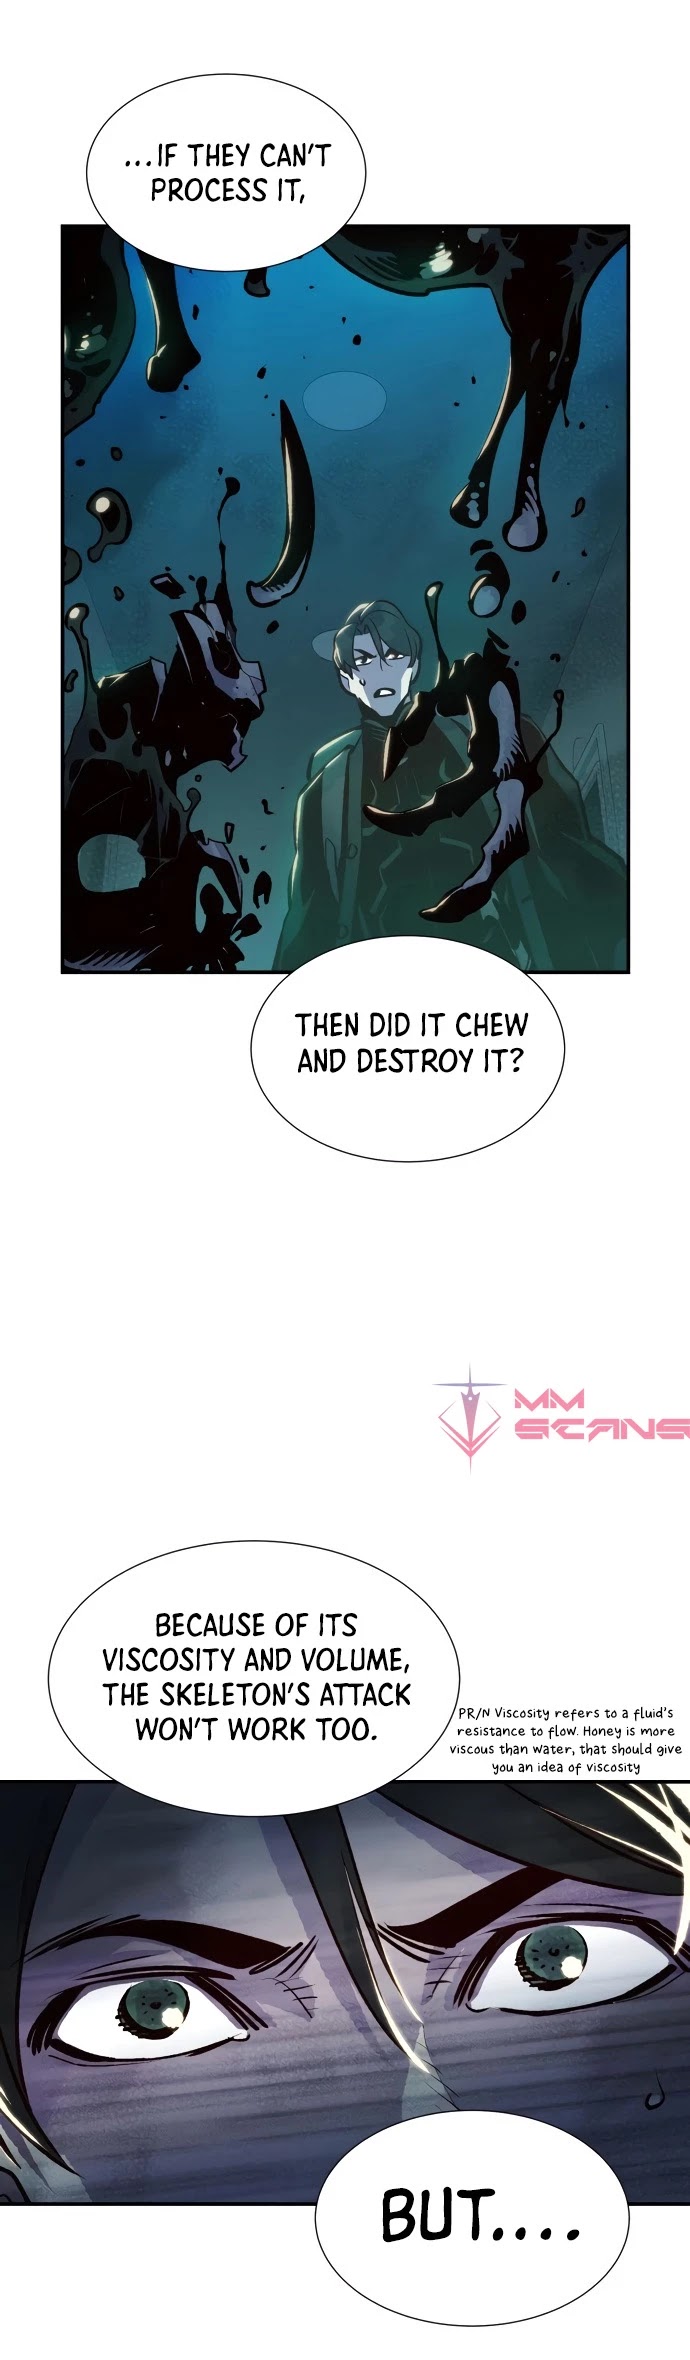 ...IF THEY CAN'T
PROCESS IT,
THEN DID IT CHEW
AND DESTROY IT?
MM
SCANS
BECAUSE OF ITS
VISCOSITY AND VOLUME,
THE SKELETON'S ATTACK
WON'T WORK TOO.
PR/N Viscosity refers to a fluid's
resistance to flow. Honey is more
viscous than water, that should give
you an idea of viscosity
BUT....